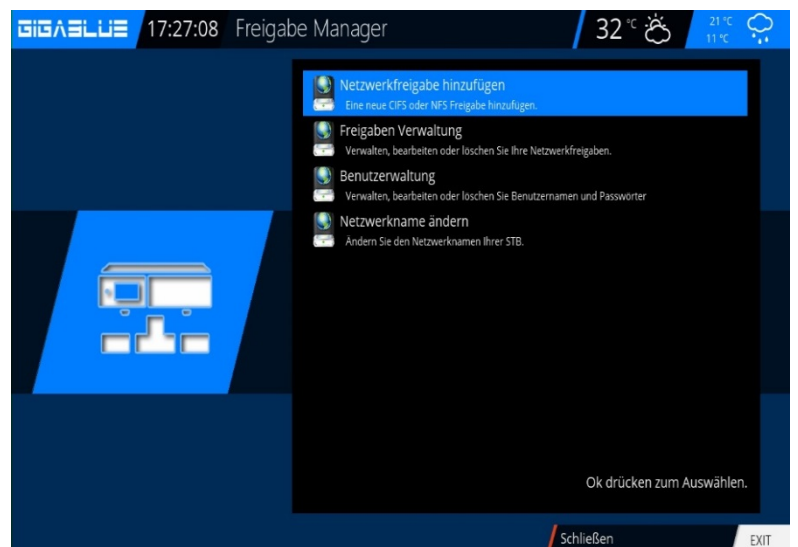 GIGABLUE 17:27:08 Freigabe Manager 32 °C 21 °C
11 °C
Netzwerkfreigabe hinzufügen
Eine neue CIFS oder NFS Freigabe hinzufügen.
Freigaben Verwaltung
Verwalten, bearbeiten oder löschen Sie Ihre Netzwerkfreigaben.
Benutzerwaltung
Verwalten, bearbeiten oder löschen Sie Benutzernamen und Passwörter
Netzwerkname ändern
Ändern Sie den Netzwerknamen Ihrer STB.
Ok drücken zum Auswählen.
Schließen EXIT